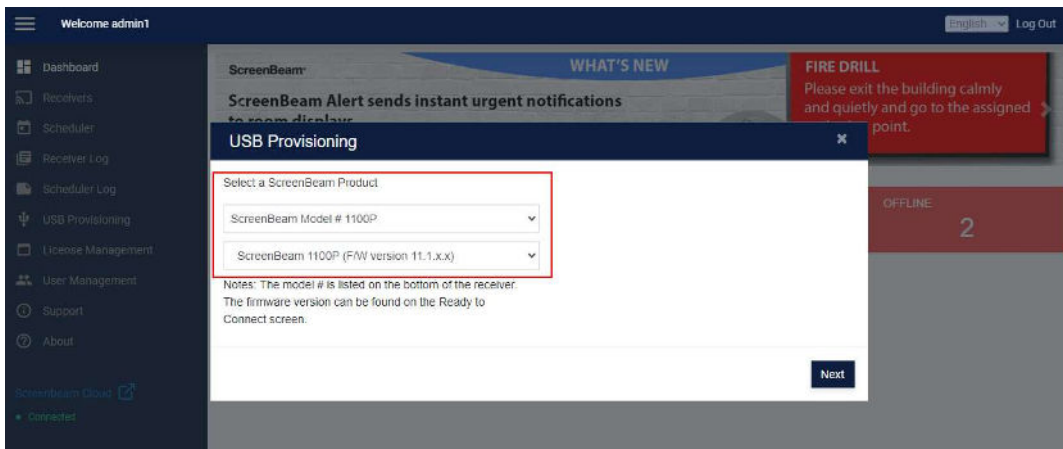 Welcome admin1
English
Log Out
Dashboard
Receivers
Scheduler
Receiver Log
Scheduler Log
USB Provisioning
License Management
User Management
Support
About
Screenbeam Cloud
Connected
ScreenBeam
WHAT'S NEW
ScreenBeam Alert sends instant urgent notifications
to room displays
FIRE DRILL
Please exit the building calmly
and quietly and go to the assigned
point.
OFFLINE
2
USB Provisioning
×
Select a ScreenBeam Product
ScreenBeam Model # 1100P
ScreenBeam 1100P (F/W version 11.1.x.x)
Notes: The model # is listed on the bottom of the receiver.
The firmware version can be found on the Ready to
Connect screen.
Next